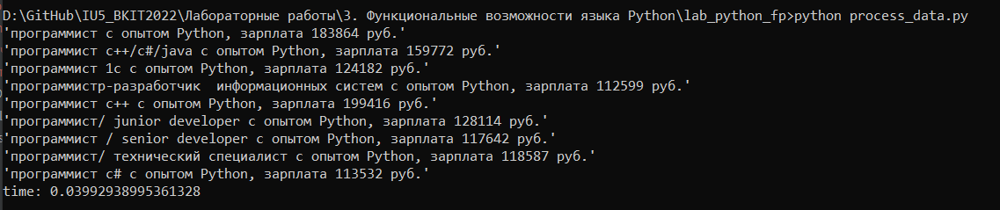 D:\GitHub\IU5_BKIT2022\Лабораторные работы\3. Функциональные возможности языка Python\lab_python_fp>python process_data.py
'программист с опытом Python, зарплата 183864 руб.'
'программист c++/c#/java с опытом Python, зарплата 159772 руб.'
'программист 1c с опытом Python, зарплата 124182 руб.'
'программистр-разработчик  информационных систем с опытом Python, зарплата 112599 руб.'
'программист c++ с опытом Python, зарплата 199416 руб.'
'программист/ junior developer с опытом Python, зарплата 128114 руб.'
'программист / senior developer с опытом Python, зарплата 117642 руб.'
'программист/ технический специалист с опытом Python, зарплата 118587 руб.'
'программист c# с опытом Python, зарплата 113532 руб.'
time: 0.03992938995361328